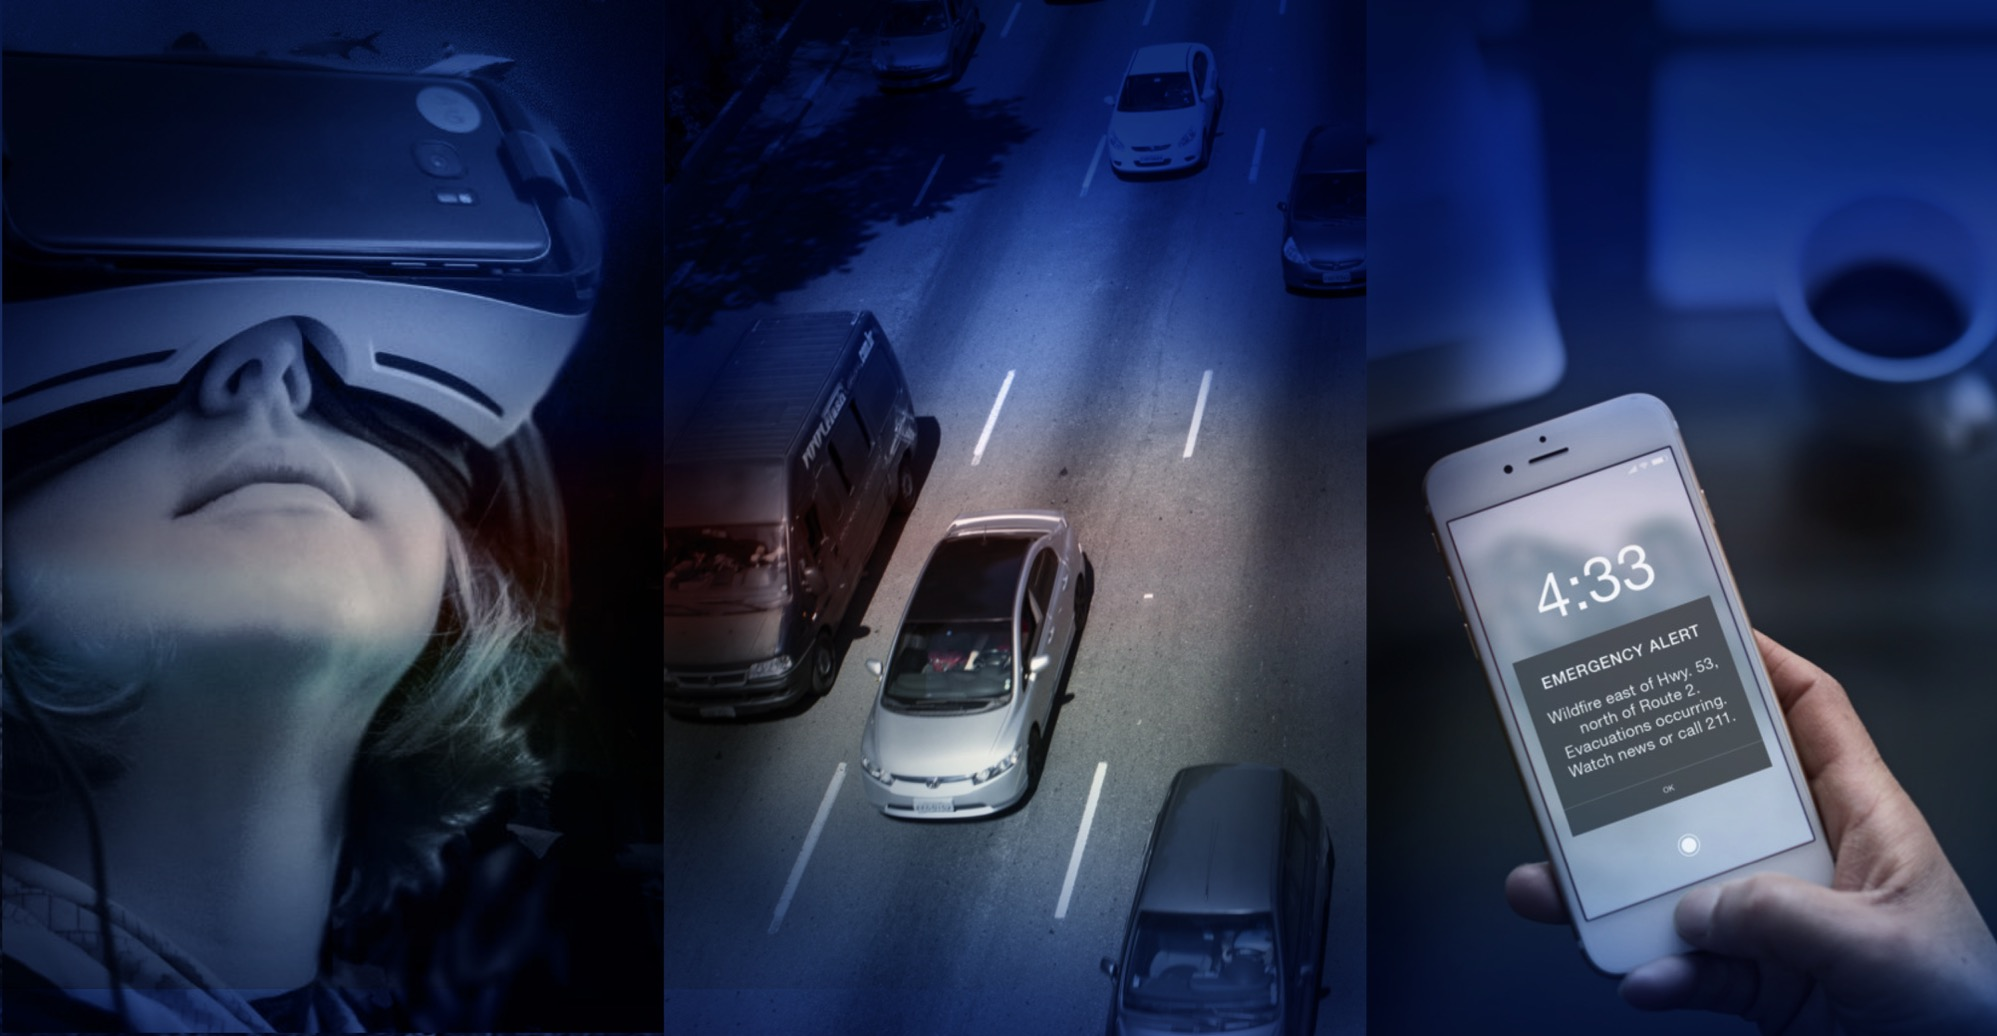 4:33
EMERGENCY ALERT
Wildfire east of Hwy. 53,
north of Route 2.
Evacuations occurring.
Watch news or call 211.
OK